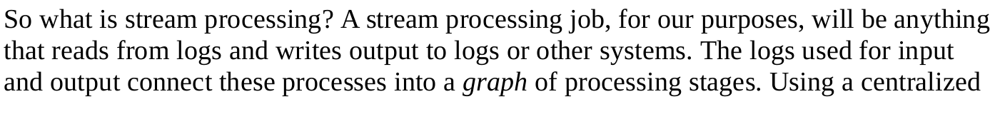 So what is stream processing? A stream processing job, for our purposes, will be anything
that reads from logs and writes output to logs or other systems. The logs used for input
and output connect these processes into a graph of processing stages. Using a centralized